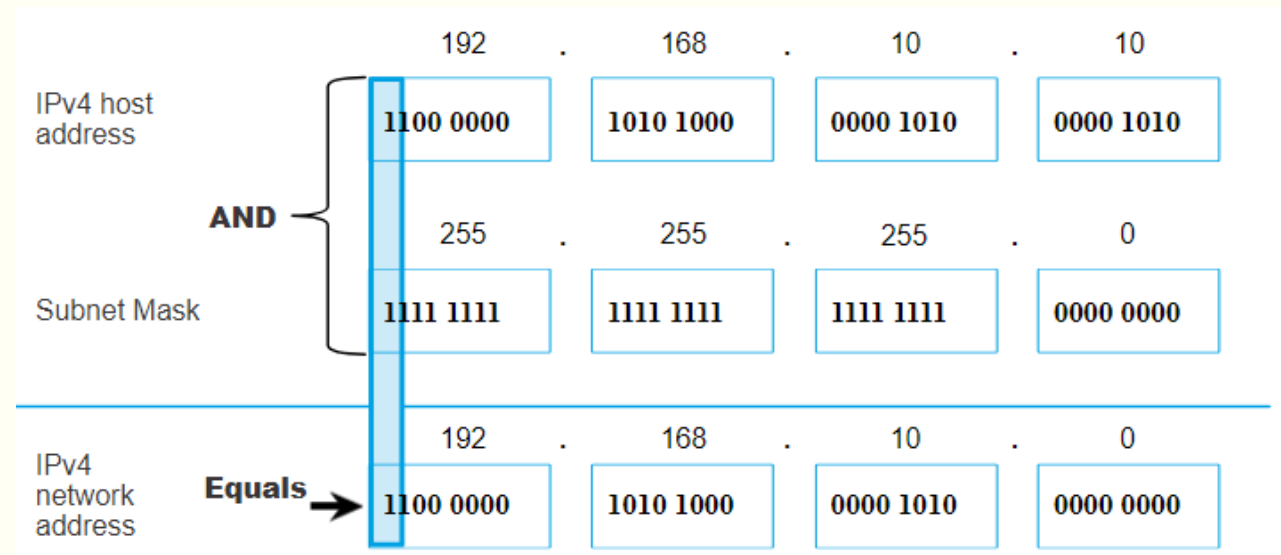 192 . 168 . 10 . 10
IPv4 host
address
1100 0000 1010 1000 0000 1010 0000 1010
AND
255 . 255 . 255 . 0
Subnet Mask
1111 1111 1111 1111 1111 1111 0000 0000
192 . 168 . 10 . 0
IPv4
network
address
Equals
1100 0000 1010 1000 0000 1010 0000 0000